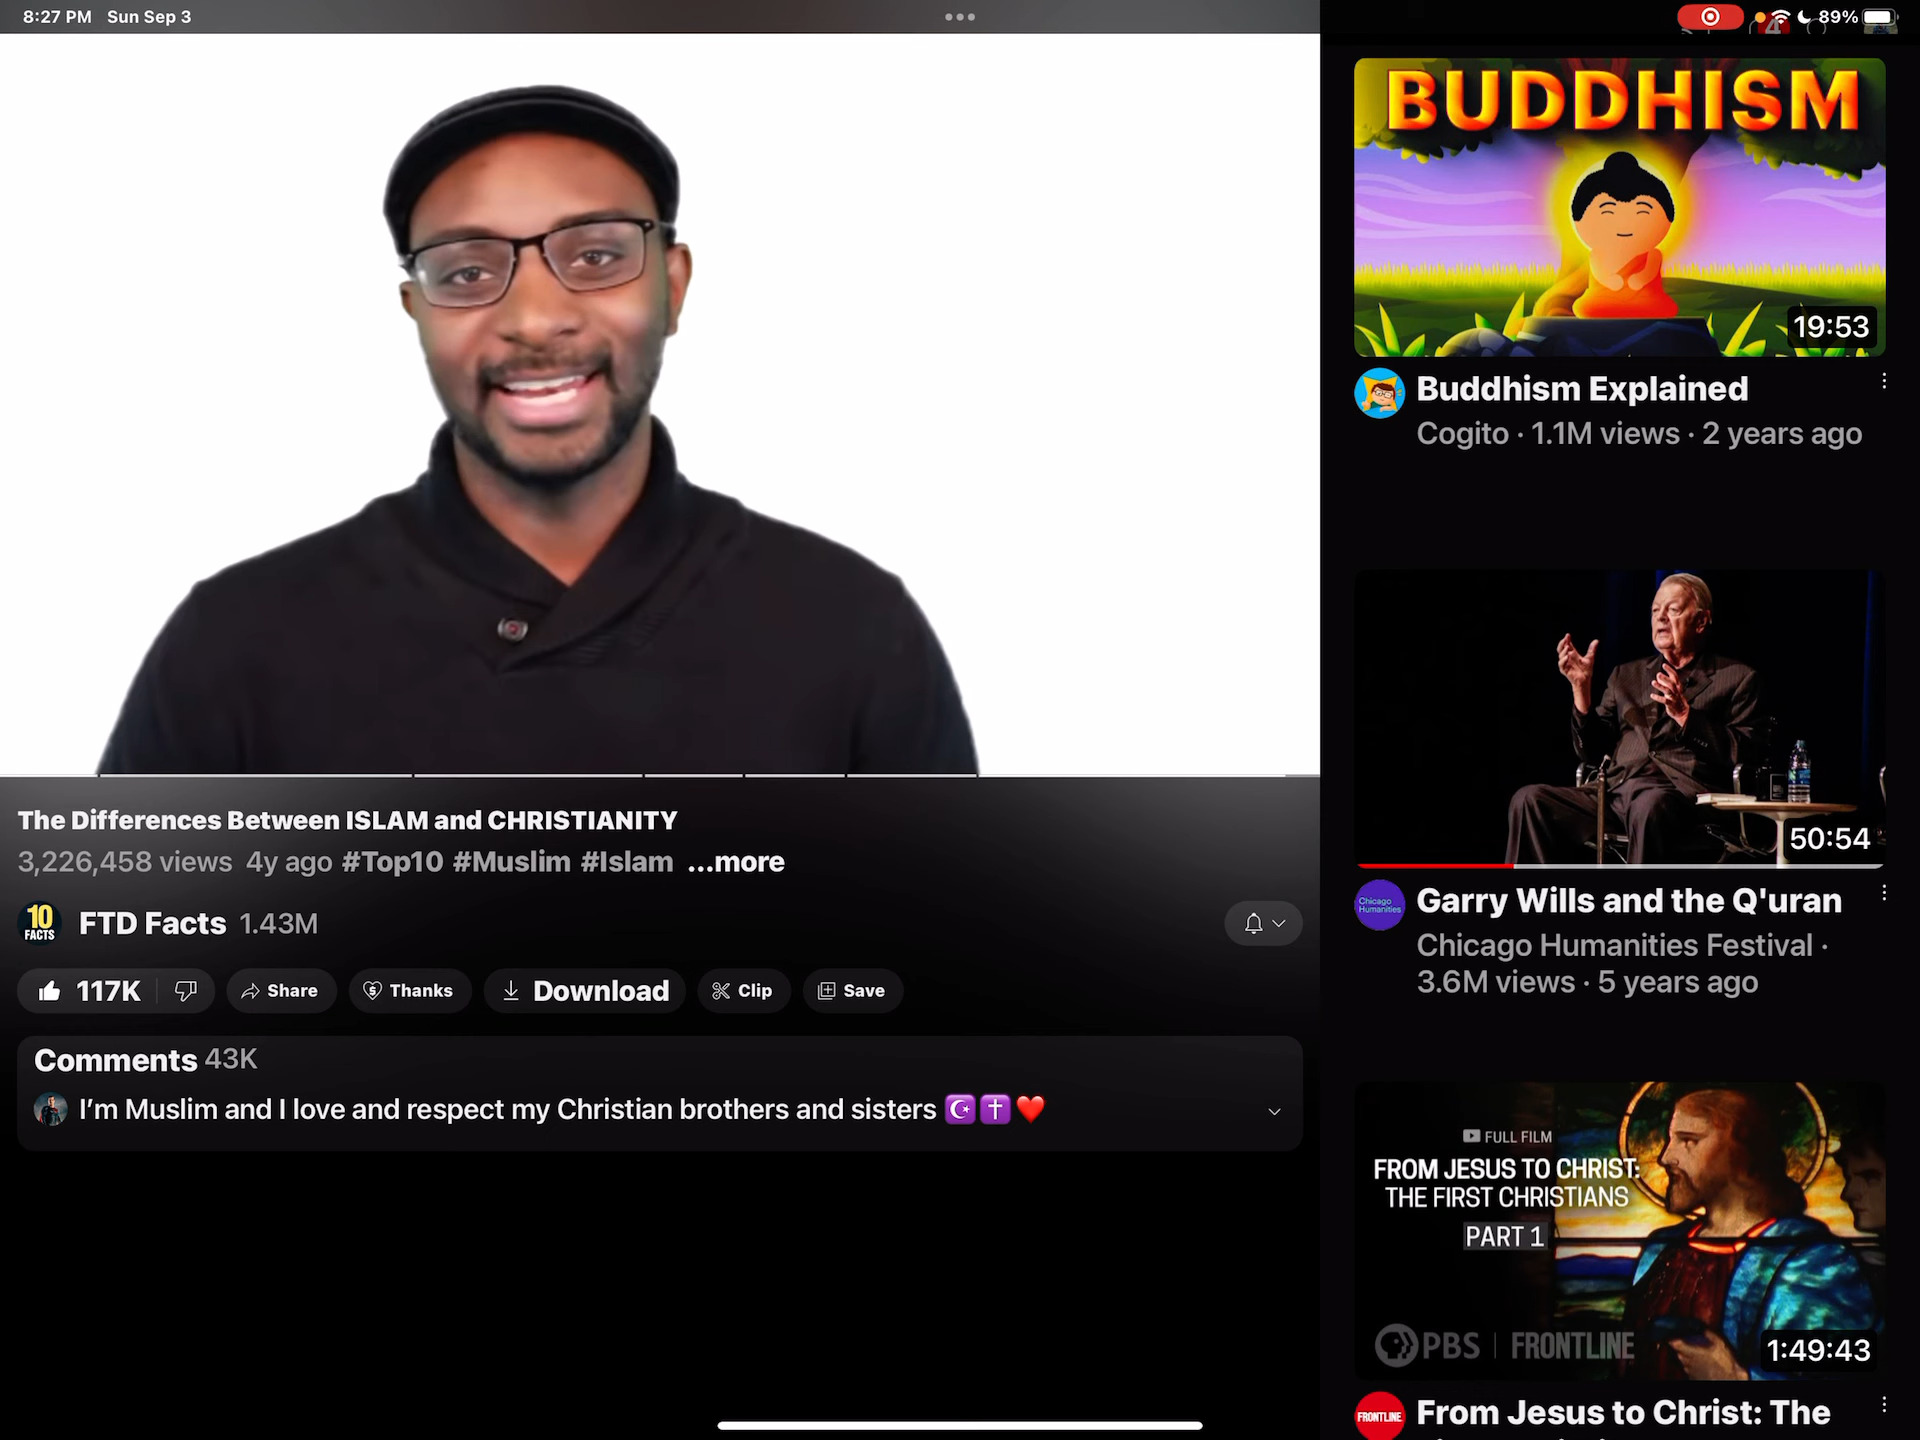 8:27 PM Sun Sep 3
89%
The Differences Between ISLAM and CHRISTIANITY
3,226,458 views 4y ago #Top10 #Muslim #Islam ...more
10
FACTS
FTD Facts 1.43M
117K
Share
Thanks
Download
Clip
Save
Comments 43K
I'm Muslim and I love and respect my Christian brothers and sisters ☪️✝️❤️
BUDDHISM
19:53
Buddhism Explained
Cogito · 1.1M views · 2 years ago
50:54
Chicago
Humanities
Garry Wills and the Q'uran
Chicago Humanities Festival ·
3.6M views · 5 years ago
FULL FILM
FROM JESUS TO CHRIST:
THE FIRST CHRISTIANS
PART 1
PBS | FRONTLINE
1:49:43
FRONTLINE
From Jesus to Christ: The